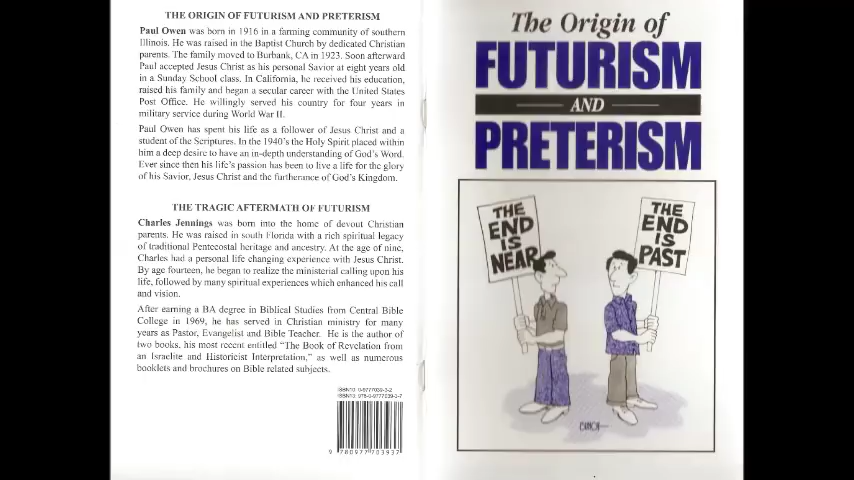 THE ORIGIN OF FUTURISM AND PRETERISM
Paul Owen was born in 1916 in a farming community of southern
Illinois. He was raised in the Baptist Church by dedicated Christian
parents. The family moved to Burbank, CA in 1923. Soon afterward
Paul accepted Jesus Christ as his personal Savior at eight years old
in a Sunday School class. In California, he received his education,
raised his family and began a secular career with the United States
Post Office. He willingly served his country for four years in
military service during World War II.
Paul Owen has spent his life as a follower of Jesus Christ and a
student of the Scriptures. In the 1940's the Holy Spirit placed within
him a deep desire to have an in-depth understanding of God's Word.
Ever since then his life's passion has been to live a life for the glory
of his Savior, Jesus Christ and the furtherance of God's Kingdom.
THE TRAGIC AFTERMATH OF FUTURISM
Charles Jennings was born into the home of devout Christian
parents. He was raised in south Florida with a rich spiritual legacy
of traditional Pentecostal heritage and ancestry. At the age of nine,
Charles had a personal life changing experience with Jesus Christ.
By age fourteen, he began to realize the ministerial calling upon his
life, followed by many spiritual experiences which enhanced his call
and vision.
After earning a BA degree in Biblical Studies from Central Bible
College in 1969, he has served in Christian ministry for many
years as Pastor, Evangelist and Bible Teacher. He is the author of
two books, his most recent entitled “The Book of Revelation from
an Israelite and Historicist Interpretation,” as well as numerous
booklets and brochures on Bible related subjects.
ISBN10: 0-9777039-3-2
ISBN13: 978-0-9777039-3-7
9 780977 703937
The Origin of
FUTURISM
AND
PRETERISM
THE
END
IS
NEAR
THE
END
IS
PAST